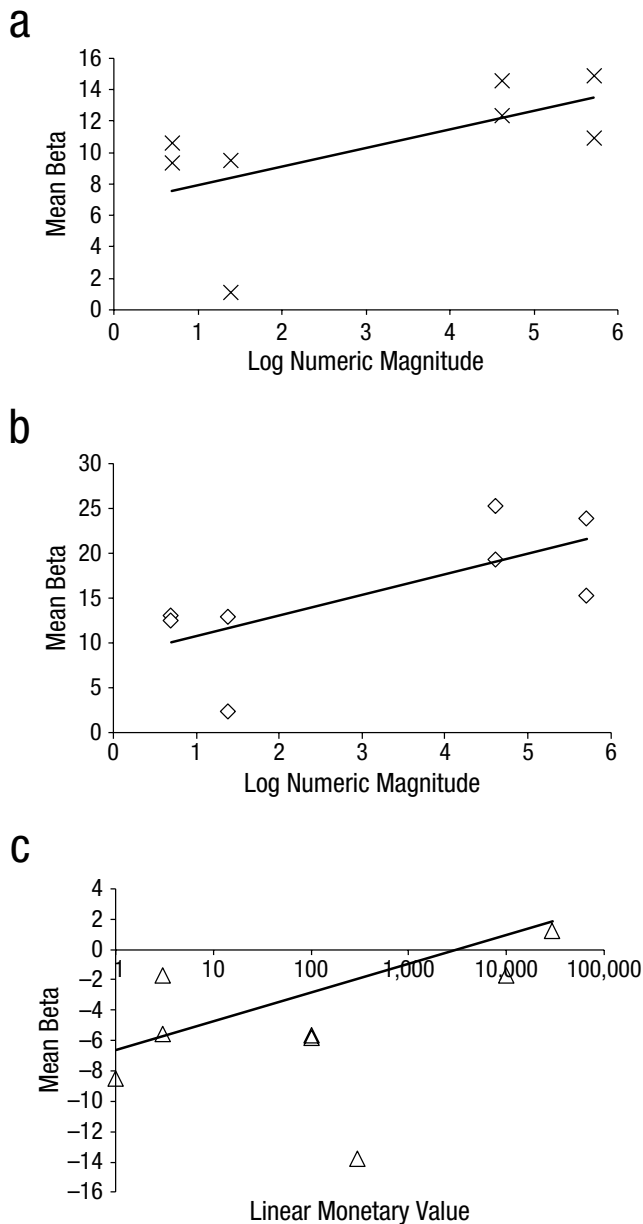 a
16
14
12
10
8
6
4
2
0
Mean Beta
0 1 2 3 4 5 6
Log Numeric Magnitude
b
30
25
20
15
10
5
0
Mean Beta
0 1 2 3 4 5 6
Log Numeric Magnitude
c
4
2
0
−2
−4
−6
−8
−10
−12
−14
−16
Mean Beta
1 10 100 1,000 10,000 100,000
Linear Monetary Value